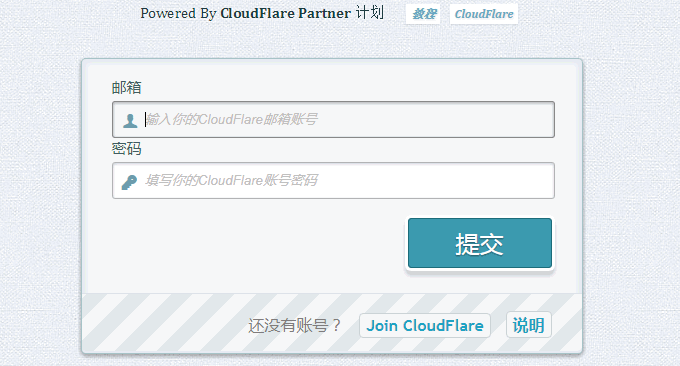 Powered By CloudFlare Partner 计划 教程 CloudFlare
邮箱
输入你的CloudFlare邮箱账号
密码
填写你的CloudFlare账号密码
提交
还没有账号？ Join CloudFlare 说明